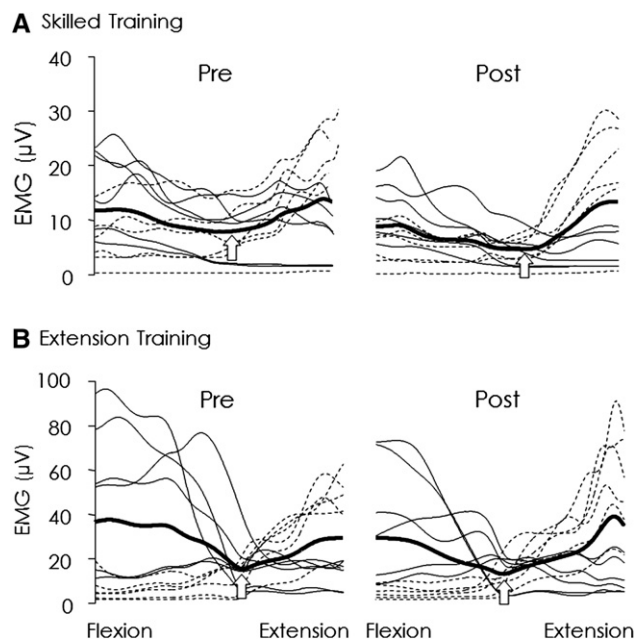 A Skilled Training
Pre
Post
EMG (µV)
40
30
20
10
0
B Extension Training
Pre
Post
EMG (µV)
100
80
60
40
20
0
Flexion Extension Flexion Extension